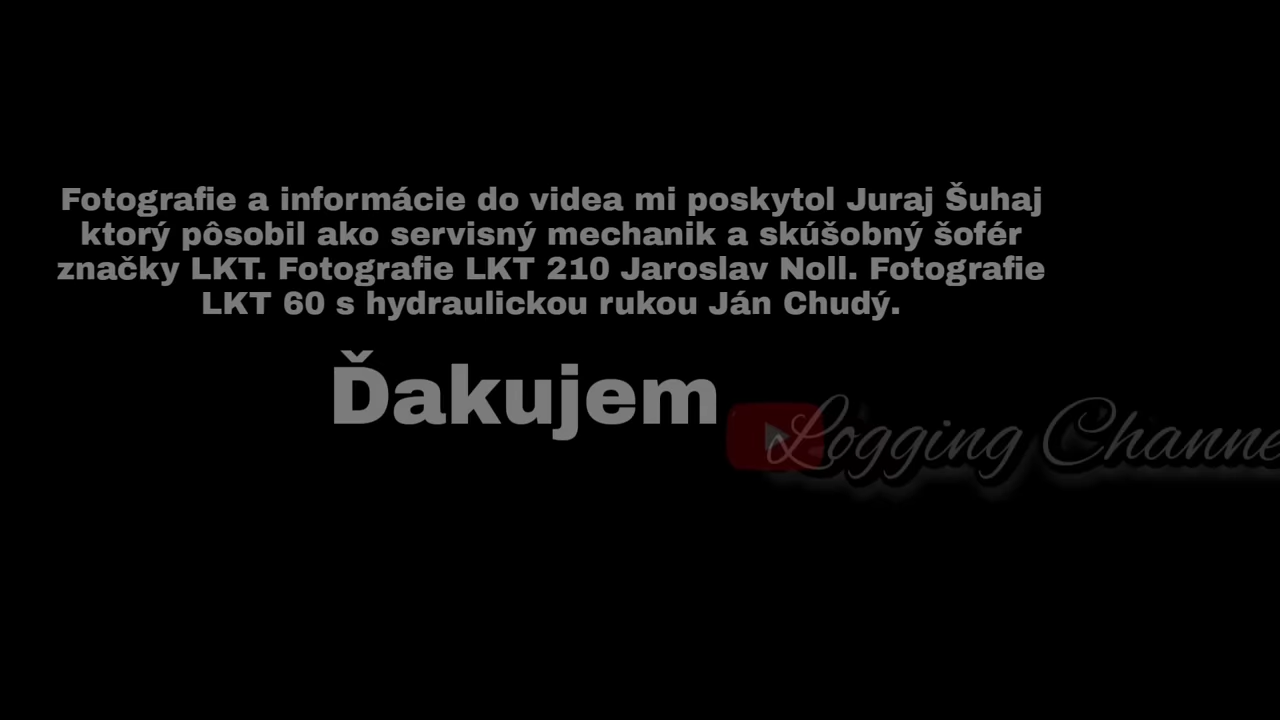 Fotografie a informácie do videa mi poskytol Juraj Šuhaj
ktorý pôsobil ako servisný mechanik a skúšobný šofér
značky LKT. Fotografie LKT 210 Jaroslav Noll. Fotografie
LKT 60 s hydraulickou rukou Ján Chudý.
Ďakujem
Logging Channe